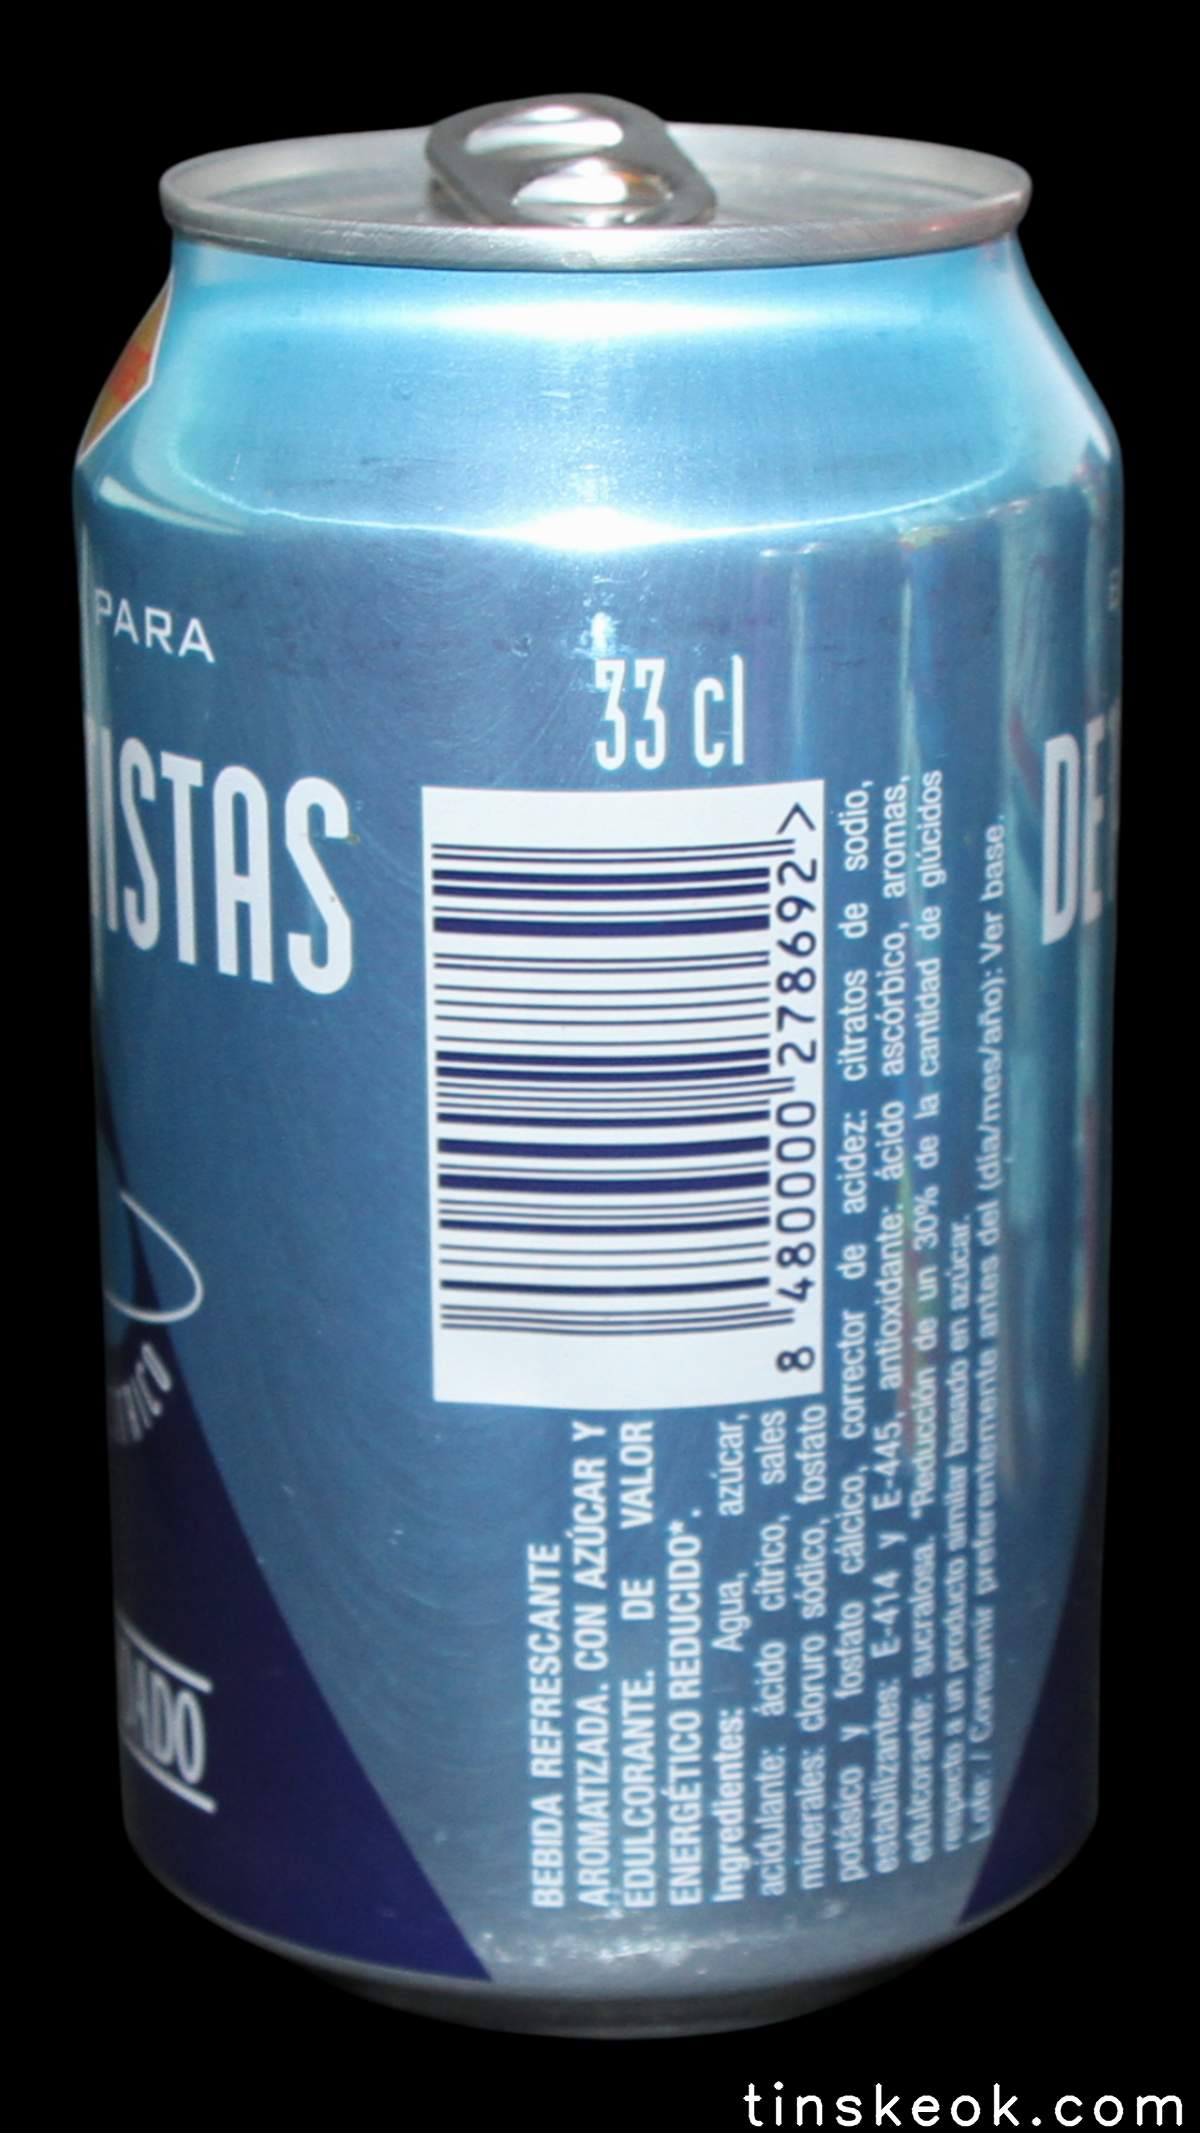 PARA
ISTAS
33 cl
8 480000 278692 >
BEBIDA REFRESCANTE
AROMATIZADA. CON AZÚCAR Y
EDULCORANTE. DE VALOR
ENERGÉTICO REDUCIDO*.
Ingredientes: Agua, azúcar,
acidulante: ácido cítrico, sales
minerales: cloruro sódico, fosfato
potásico y fosfato cálcico, corrector de acidez: citratos de sodio,
estabilizantes: E-414 y E-445, antioxidante: ácido ascórbico, aromas,
edulcorante: sucralosa. *Reducción de un 30% de la cantidad de glúcidos
respecto a un producto similar basado en azúcar.
Lote: / Consumir preferentemente antes del (día/mes/año): Ver base.
DE
TRICO
ADO
tinskeok.com